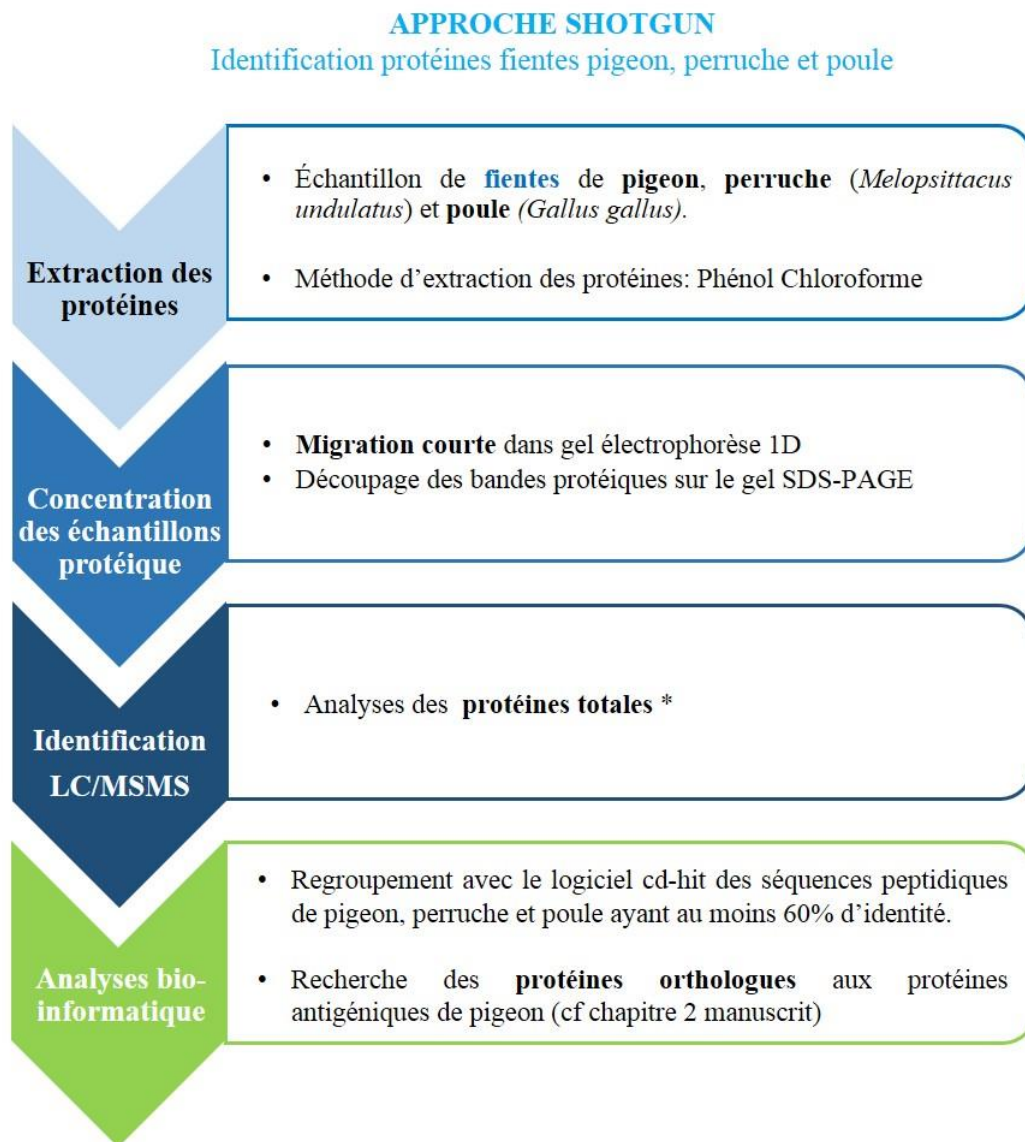 APPROCHE SHOTGUN
Identification protéines fientes pigeon, perruche et poule
Extraction des
protéines
• Échantillon de fientes de pigeon, perruche (Melopsittacus
undulatus) et poule (Gallus gallus).
• Méthode d’extraction des protéines: Phénol Chloroforme
Concentration
des échantillons
protéique
• Migration courte dans gel électrophorèse 1D
• Découpage des bandes protéiques sur le gel SDS-PAGE
Identification
LC/MSMS
• Analyses des protéines totales *
Analyses bio-
informatique
• Regroupement avec le logiciel cd-hit des séquences peptidiques
de pigeon, perruche et poule ayant au moins 60% d’identité.
• Recherche des protéines orthologues aux protéines
antigéniques de pigeon (cf chapitre 2 manuscrit)